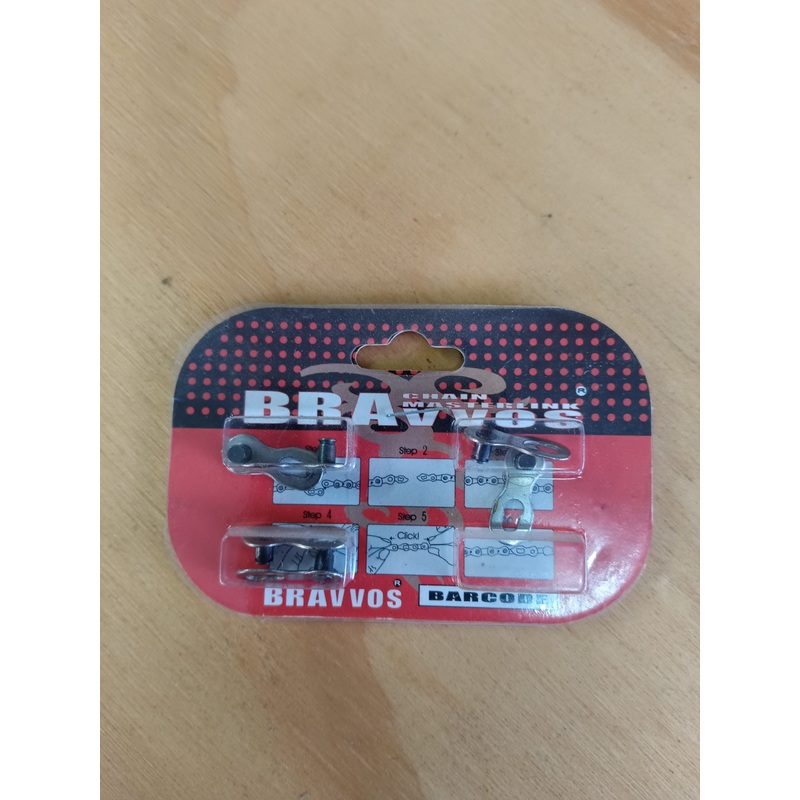 CHAIN
MASTERLINK
BRAVVOS ®
Step 2
Step 4
Step 5
Click!
BRAVVOS ®
BARCODE